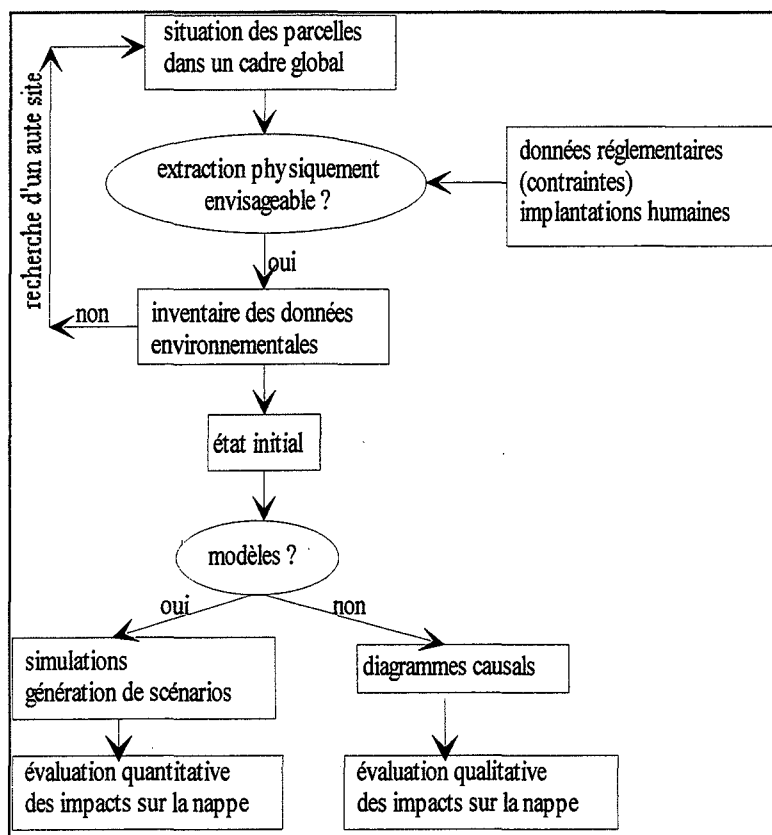 situation des parcelles
dans un cadre global
recherche d'un aute site
extraction physiquement
envisageable ?
données réglementaires
(contraintes)
implantations humaines
oui
non
inventaire des données
environnementales
état initial
modèles ?
oui
non
simulations
génération de scénarios
diagrammes causals
évaluation quantitative
des impacts sur la nappe
évaluation qualitative
des impacts sur la nappe